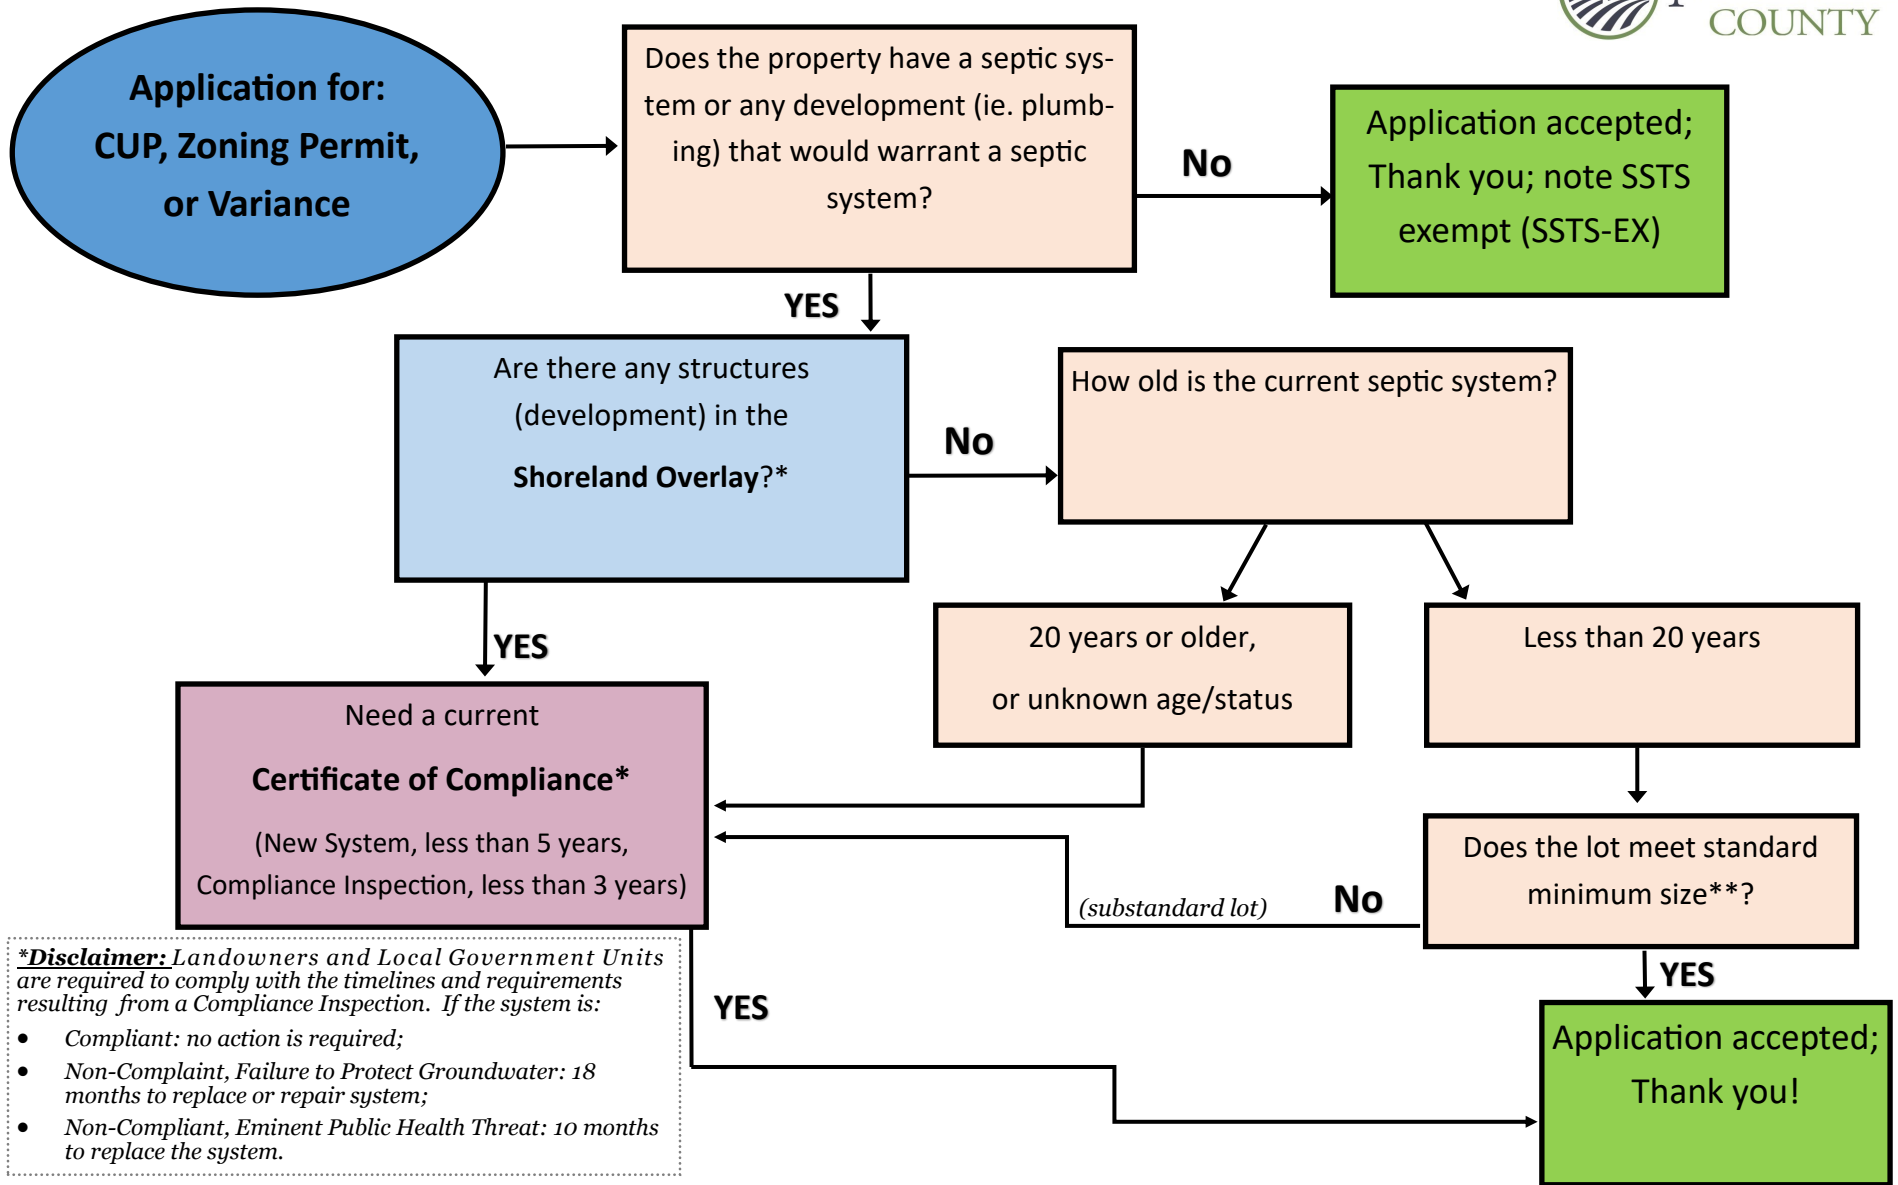 COUNTY
Application for:
CUP, Zoning Permit,
or Variance
Does the property have a septic sys-
tem or any development (ie. plumb-
ing) that would warrant a septic
system?
No
Application accepted;
Thank you; note SSTS
exempt (SSTS-EX)
YES
Are there any structures
(development) in the
Shoreland Overlay?*
No
How old is the current septic system?
YES
20 years or older,
or unknown age/status
Less than 20 years
Need a current
Certificate of Compliance*
(New System, less than 5 years,
Compliance Inspection, less than 3 years)
Does the lot meet standard
minimum size**?
(substandard lot)
No
YES
*Disclaimer: Landowners and Local Government Units
are required to comply with the timelines and requirements
resulting from a Compliance Inspection. If the system is:
• Compliant: no action is required;
• Non-Complaint, Failure to Protect Groundwater: 18
months to replace or repair system;
• Non-Compliant, Eminent Public Health Threat: 10 months
to replace the system.
YES
Application accepted;
Thank you!